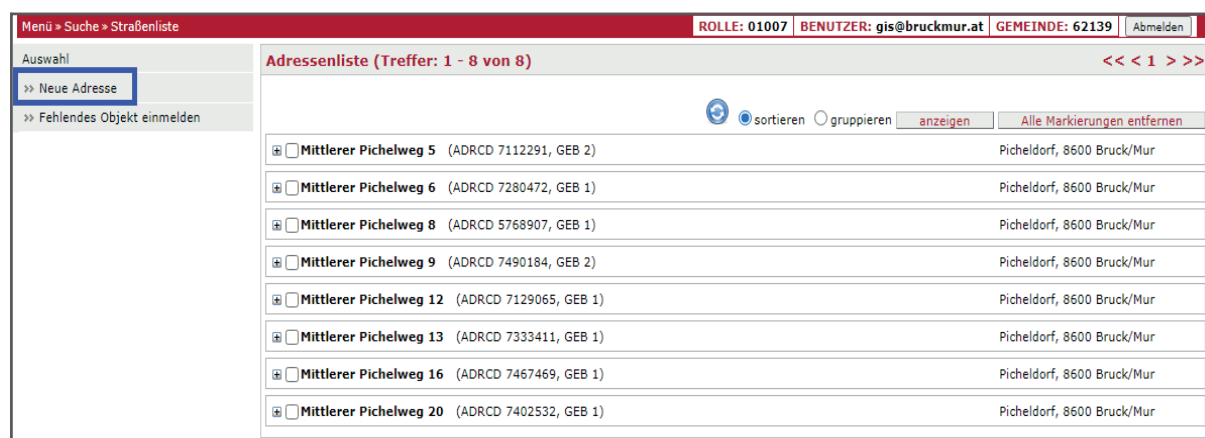 Menü » Suche » Straßenliste ROLLE: 01007 BENUTZER: gis@bruckmur.at GEMEINDE: 62139 Abmelden
Auswahl
>> Neue Adresse
>> Fehlendes Objekt einmelden
Adressenliste (Treffer: 1 - 8 von 8) << < 1 > >>
sortieren gruppieren anzeigen Alle Markierungen entfernen
Mittlerer Pichelweg 5 (ADRCD 7112291, GEB 2) Picheldorf, 8600 Bruck/Mur
Mittlerer Pichelweg 6 (ADRCD 7280472, GEB 1) Picheldorf, 8600 Bruck/Mur
Mittlerer Pichelweg 8 (ADRCD 5768907, GEB 1) Picheldorf, 8600 Bruck/Mur
Mittlerer Pichelweg 9 (ADRCD 7490184, GEB 2) Picheldorf, 8600 Bruck/Mur
Mittlerer Pichelweg 12 (ADRCD 7129065, GEB 1) Picheldorf, 8600 Bruck/Mur
Mittlerer Pichelweg 13 (ADRCD 7333411, GEB 1) Picheldorf, 8600 Bruck/Mur
Mittlerer Pichelweg 16 (ADRCD 7467469, GEB 1) Picheldorf, 8600 Bruck/Mur
Mittlerer Pichelweg 20 (ADRCD 7402532, GEB 1) Picheldorf, 8600 Bruck/Mur